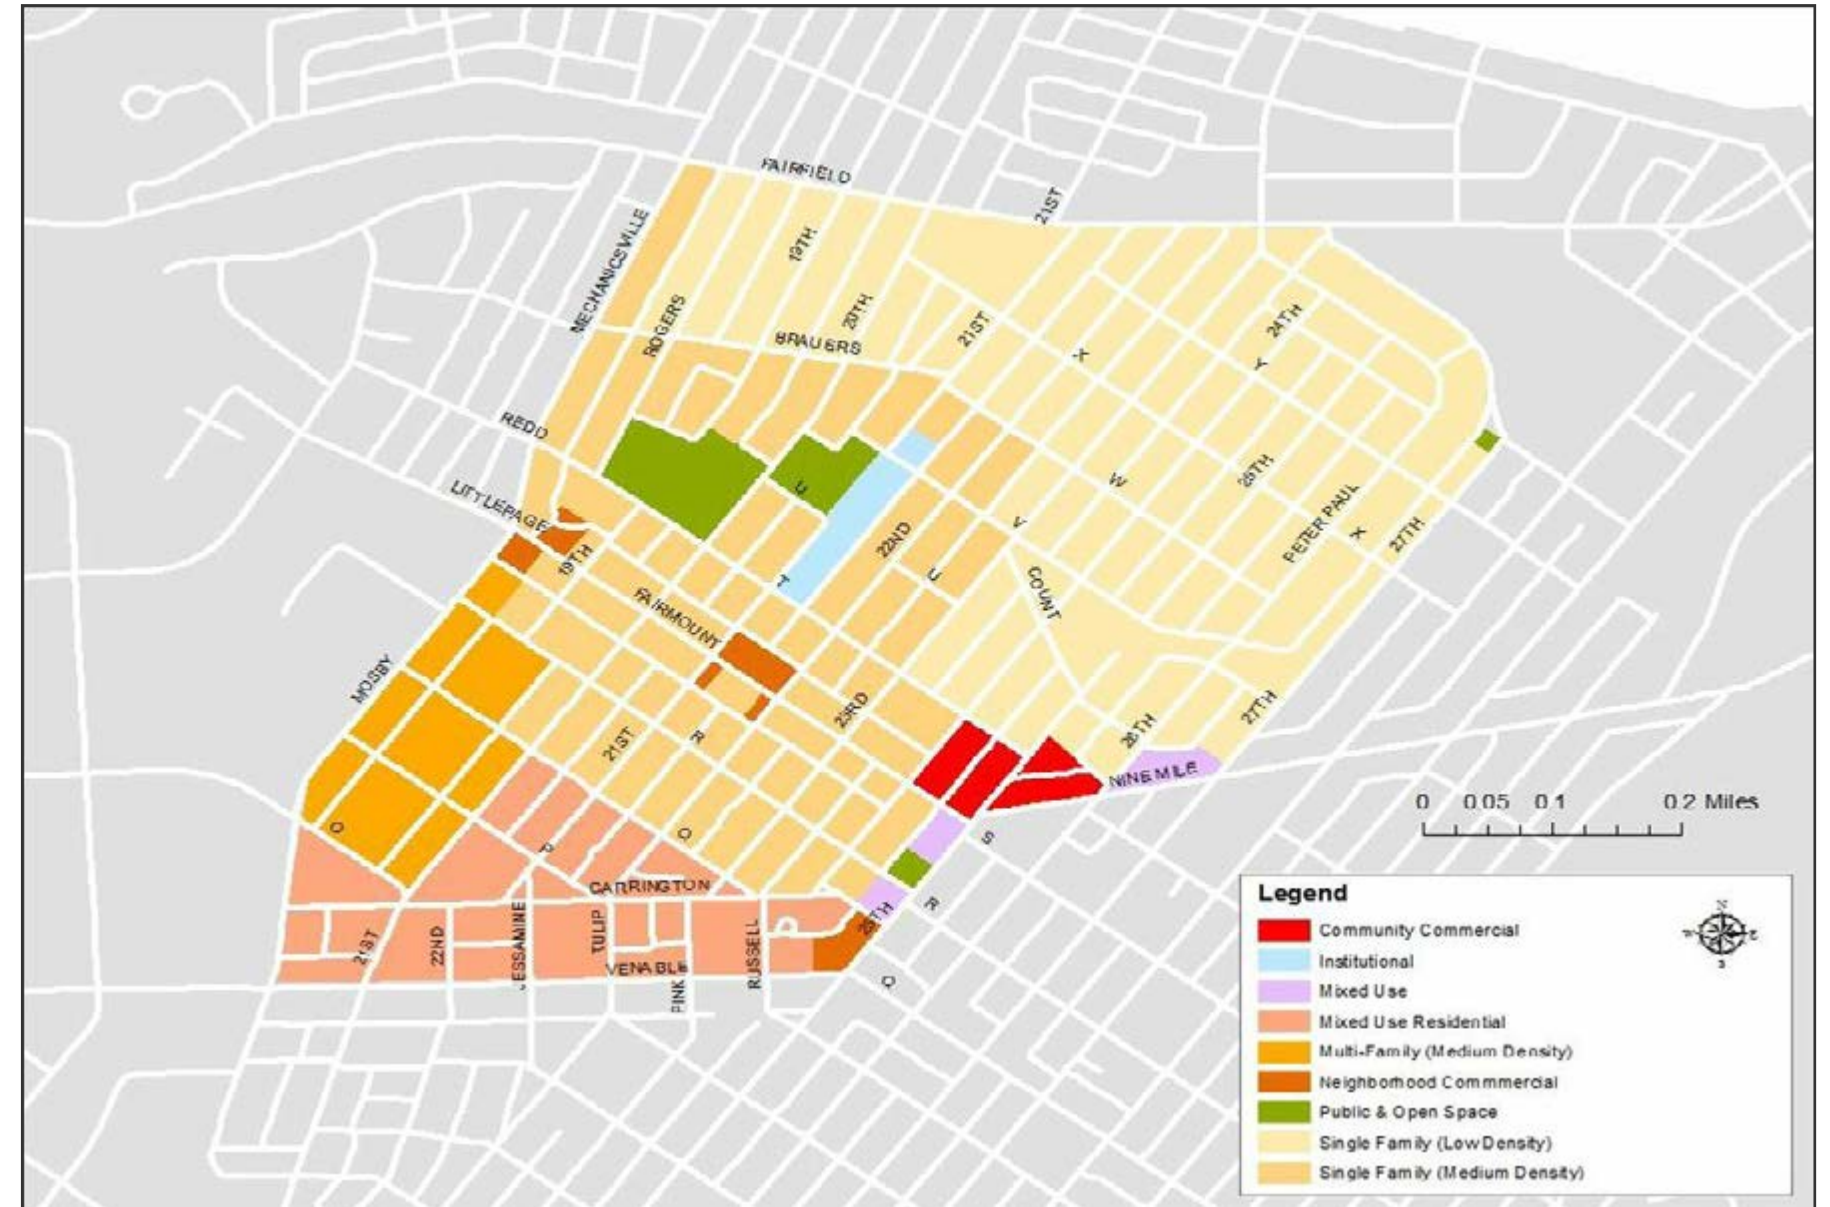 FAIRFIELD
21ST
MECHANICSVILLE
19TH
ROGERS
20TH
BRAUERS
21ST
24TH
X
Y
REDD
LITTLEPAGE
U
W
V
22ND
U
PETER PAUL
X
27TH
19TH
T
COUNT
FAIRMOUNT
MOSBY
21ST
R
23RD
26TH
27TH
NINE MILE
0 0.05 0.1 0.2 Miles
O
P
Q
S
CARRINGTON
25TH
R
21ST
22ND
JESSAMINE
TULIP
VENABLE
PINK
RUSSELL
Q
Legend
Community Commercial
Institutional
Mixed Use
Mixed Use Residential
Multi-Family (Medium Density)
Neighborhood Commmercial
Public & Open Space
Single Family (Low Density)
Single Family (Medium Density)